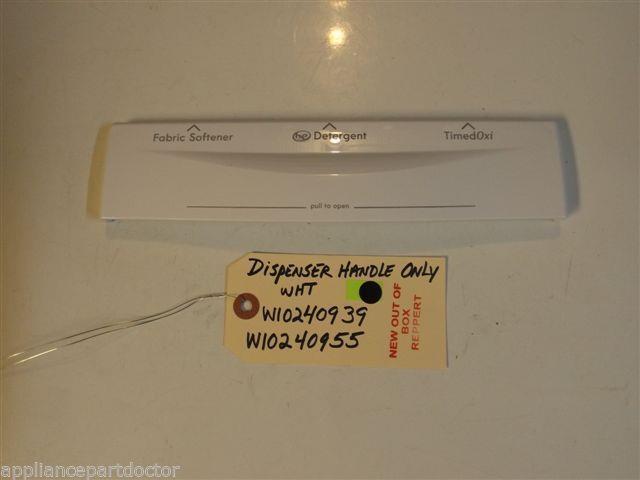 Fabric Softener he Detergent TimedOxi
pull to open
DISPENSER HANDLE ONLY
WHT
W10240939
W10240955
NEW OUT OF
BOX
REPPERT
appliancepartdoctor